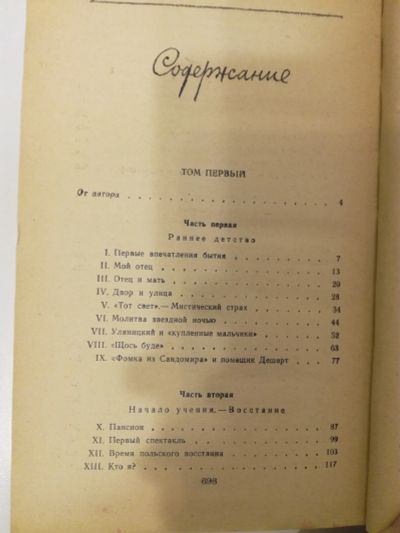 Содержание
ТОМ ПЕРВЫЙ
От автора . . . . . . . . . . . . . . . . . . 4
Часть первая
Раннее детство
I. Первые впечатления бытия . . . . . . . . 7
II. Мой отец . . . . . . . . . . . . . . . 13
III. Отец и мать . . . . . . . . . . . . . 20
IV. Двор и улица . . . . . . . . . . . . . 28
V. «Тот свет».— Мистический страх . . . . 34
VI. Молитва звездной ночью . . . . . . . . 44
VII. Уляницкий и «купленные мальчики» . . . 52
VIII. «Щось буде» . . . . . . . . . . . . . 63
IX. «Фомка из Сандомира» и помещик Дешерт . . 77
Часть вторая
Начало учения.—Восстание
X. Пансион . . . . . . . . . . . . . . . 87
XI. Первый спектакль . . . . . . . . . . . 99
XII. Время польского восстания . . . . . . 103
XIII. Кто я? . . . . . . . . . . . . . . . 117
698